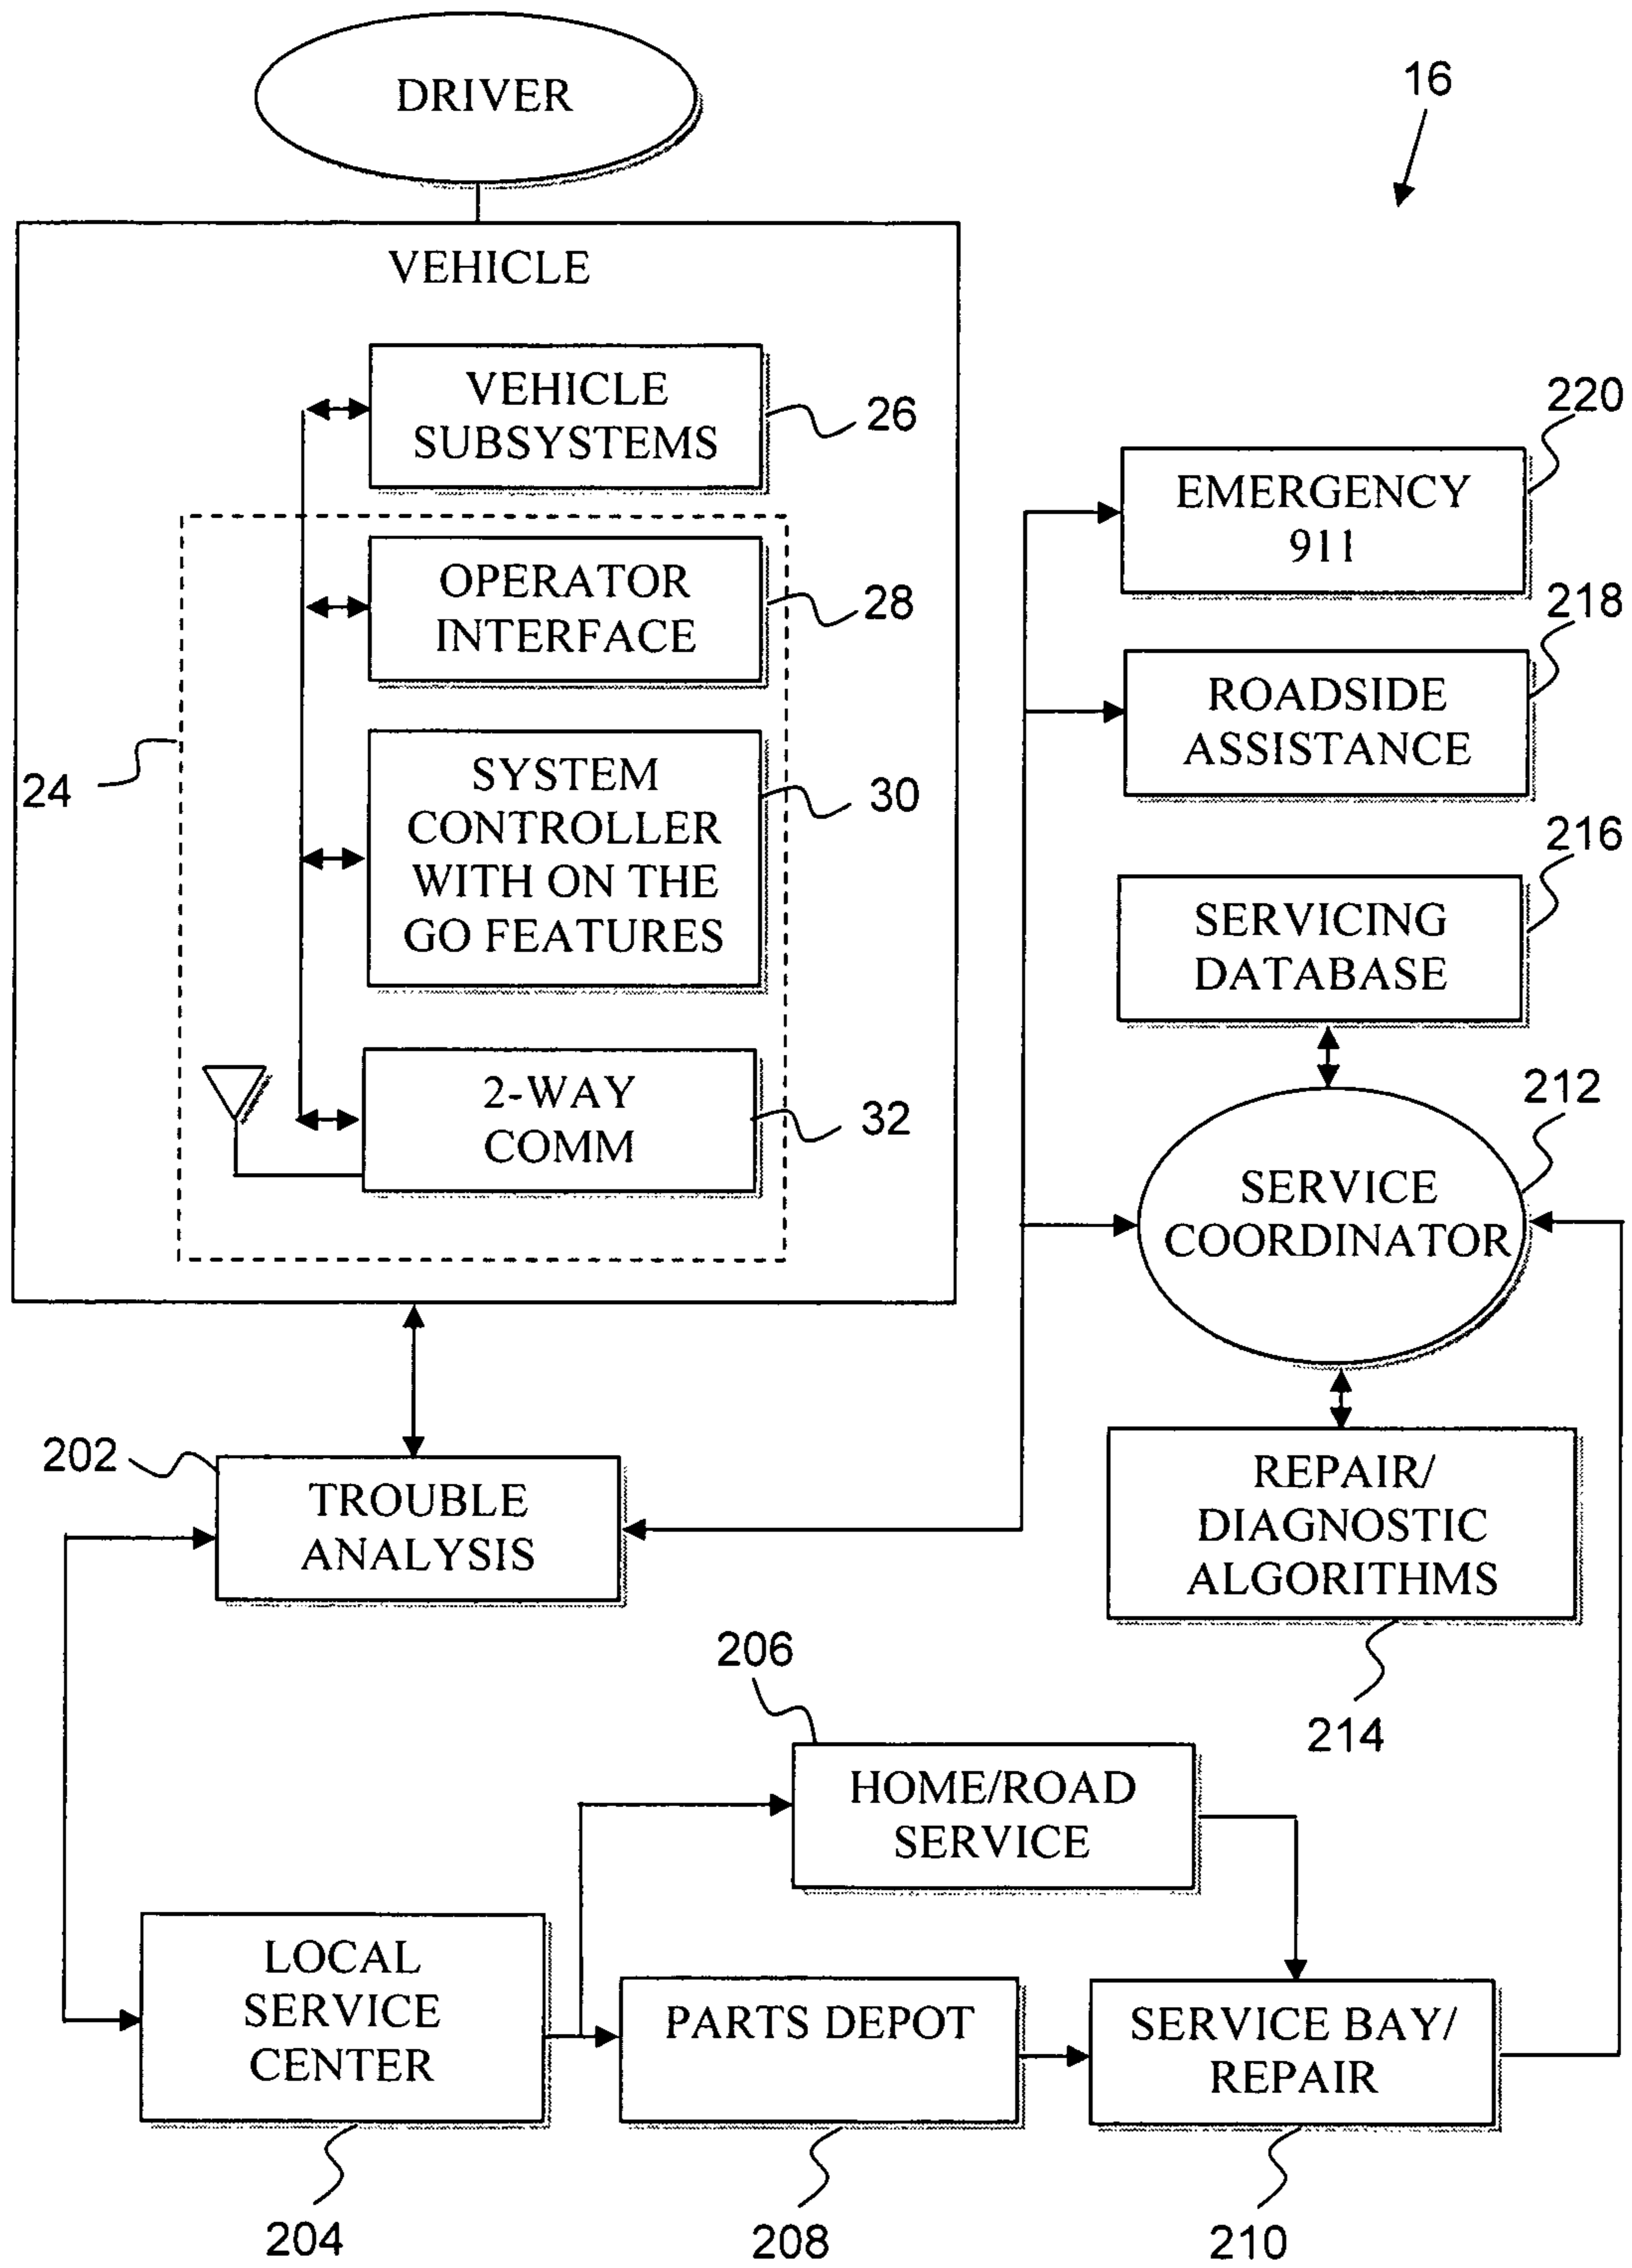 DRIVER
16
VEHICLE
VEHICLE
SUBSYSTEMS
26
OPERATOR
INTERFACE
28
24
SYSTEM
CONTROLLER
WITH ON THE
GO FEATURES
30
2-WAY
COMM
32
220
EMERGENCY
911
218
ROADSIDE
ASSISTANCE
216
SERVICING
DATABASE
212
SERVICE
COORDINATOR
202
TROUBLE
ANALYSIS
REPAIR/
DIAGNOSTIC
ALGORITHMS
214
206
HOME/ROAD
SERVICE
LOCAL
SERVICE
CENTER
204
PARTS DEPOT
208
SERVICE BAY/
REPAIR
210